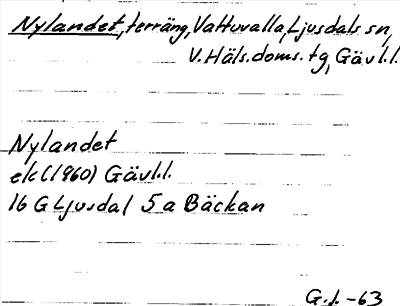 Nylandet, terräng, Vattuvalla, Ljusdals sn,
V. Häls. doms. tg, Gävl.l.
Nylandet
ek (1960) Gävl.l.
16 G Ljusdal 5 a Bäckan
G.J. -63